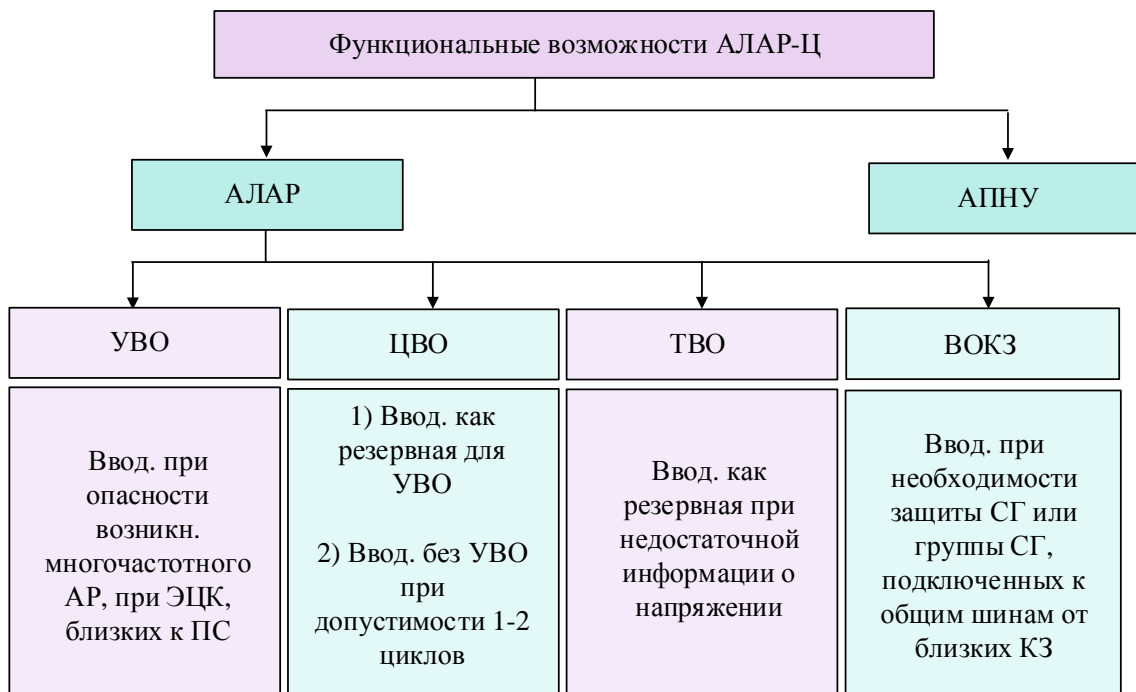 Функциональные возможности АЛАР-Ц
АЛАР
АПНУ
УВО
ЦВО
ТВО
ВОКЗ
Ввод. при
опасности
возникн.
многочастотного
АР, при ЭЦК,
близких к ПС
1) Ввод. как
резервная для
УВО
2) Ввод. без УВО
при
допустимости 1-2
циклов
Ввод. как
резервная при
недостаточной
информации о
напряжении
Ввод. при
необходимости
защиты СГ или
группы СГ,
подключенных к
общим шинам от
близких КЗ